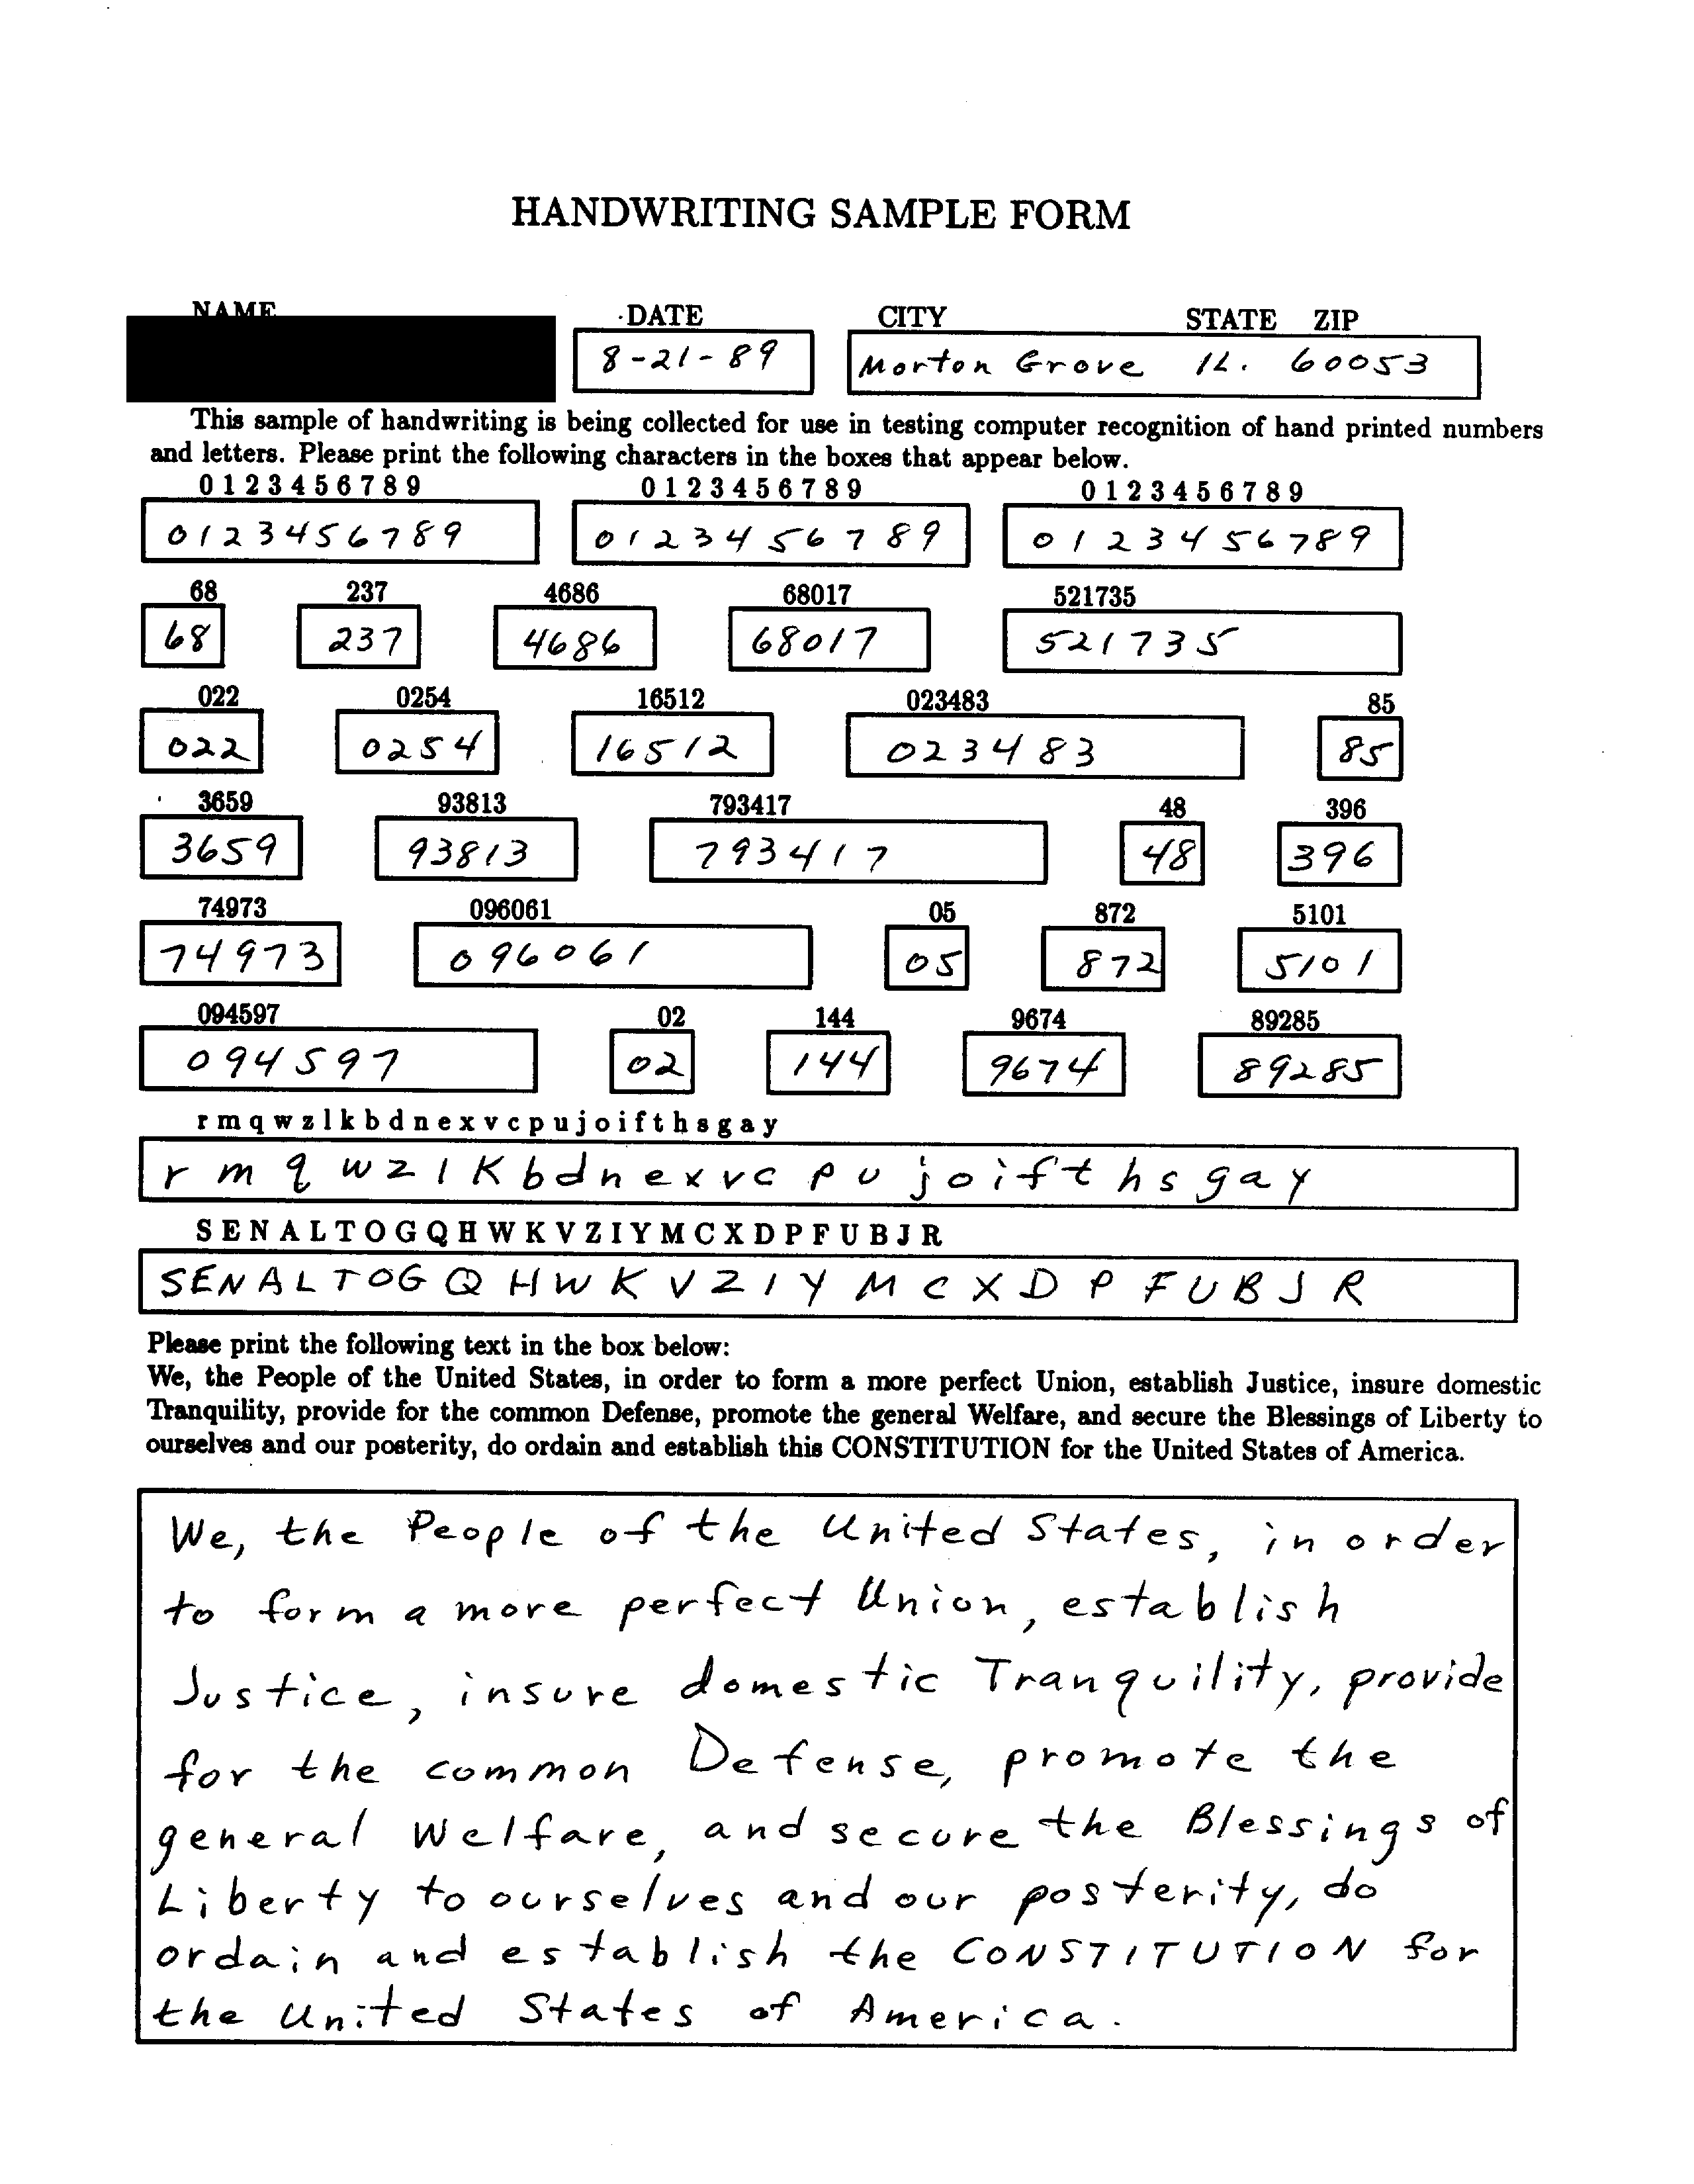 HANDWRITING SAMPLE FORM
NAME DATE CITY STATE ZIP
8-21-89 Morton Grove IL. 60053
This sample of handwriting is being collected for use in testing computer recognition of hand printed numbers
and letters. Please print the following characters in the boxes that appear below.
0 1 2 3 4 5 6 7 8 9 0 1 2 3 4 5 6 7 8 9 0 1 2 3 4 5 6 7 8 9
0123456789 0123456789 0123456789
68 237 4686 68017 521735
68 237 4686 68017 521735
022 0254 16512 023483 85
022 0254 16512 023483 85
3659 93813 793417 48 396
3659 93813 793417 48 396
74973 096061 05 872 5101
74973 096061 05 872 5101
094597 02 144 9674 89285
094597 02 144 9674 89285
r m q w z l k b d n e x v c p u j o i f t h s g a y
r m q w z l K b d n e x v c p u j o i f t h s g a y
S E N A L T O G Q H W K V Z I Y M C X D P F U B J R
S E N A L T O G Q H W K V Z I Y M C X D P F U B J R
Please print the following text in the box below:
We, the People of the United States, in order to form a more perfect Union, establish Justice, insure domestic
Tranquility, provide for the common Defense, promote the general Welfare, and secure the Blessings of Liberty to
ourselves and our posterity, do ordain and establish this CONSTITUTION for the United States of America.
We, the People of the United States, in order
to form a more perfect Union, establish
Justice, insure domestic Tranquility, provide
for the common Defense, promote the
general Welfare, and secure the Blessings of
Liberty to ourselves and our posterity, do
ordain and establish the CONSTITUTION for
the United States of America.